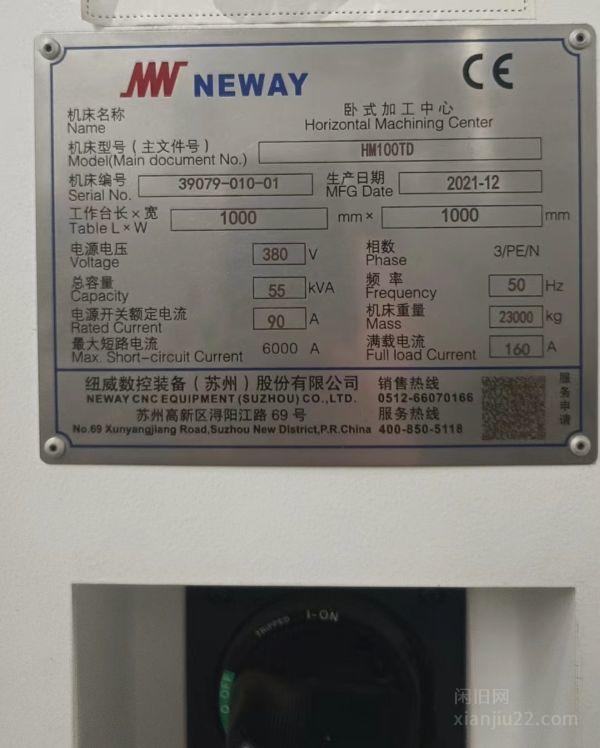 NEWAY
CE
机床名称 卧式加工中心
Name Horizontal Machining Center
机床型号（主文件号） HM100TD
Model(Main document No.)
机床编号 39079-010-01 生产日期 2021-12
Serial No. MFG Date
工作台长×宽 1000 mm× 1000 mm
Table L×W
电源电压 380 V 相数 3/PE/N
Voltage Phase
总容量 55 kVA 频 率 50 Hz
Capacity Frequency
电源开关额定电流 90 A 机床重量 23000 kg
Rated Current Mass
最大短路电流 6000 A 满载电流 160 A
Max. Short-circuit Current Full load Current
纽威数控装备（苏州）股份有限公司 销售热线
NEWAY CNC EQUIPMENT (SUZHOU) CO.,LTD. 0512-66070166
苏州高新区浔阳江路 69 号 服务热线
No.69 Xunyangjiang Road,Suzhou New District,P.R.China 400-850-5118
服务申请
TRIPPED I-ON
O OFF
闲旧网
xianjiu22.com